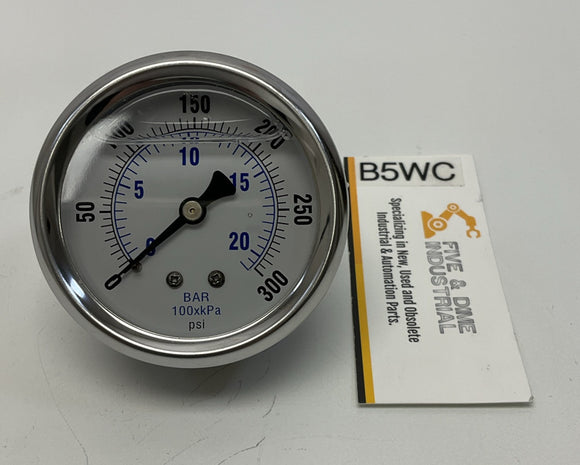 0
50
100
150
200
250
300
0
5
10
15
20
BAR
100xkPa
psi
B5WC
FIVE & DIME
INDUSTRIAL
Specializing in New, Used and Obsolete
Industrial & Automation Parts.